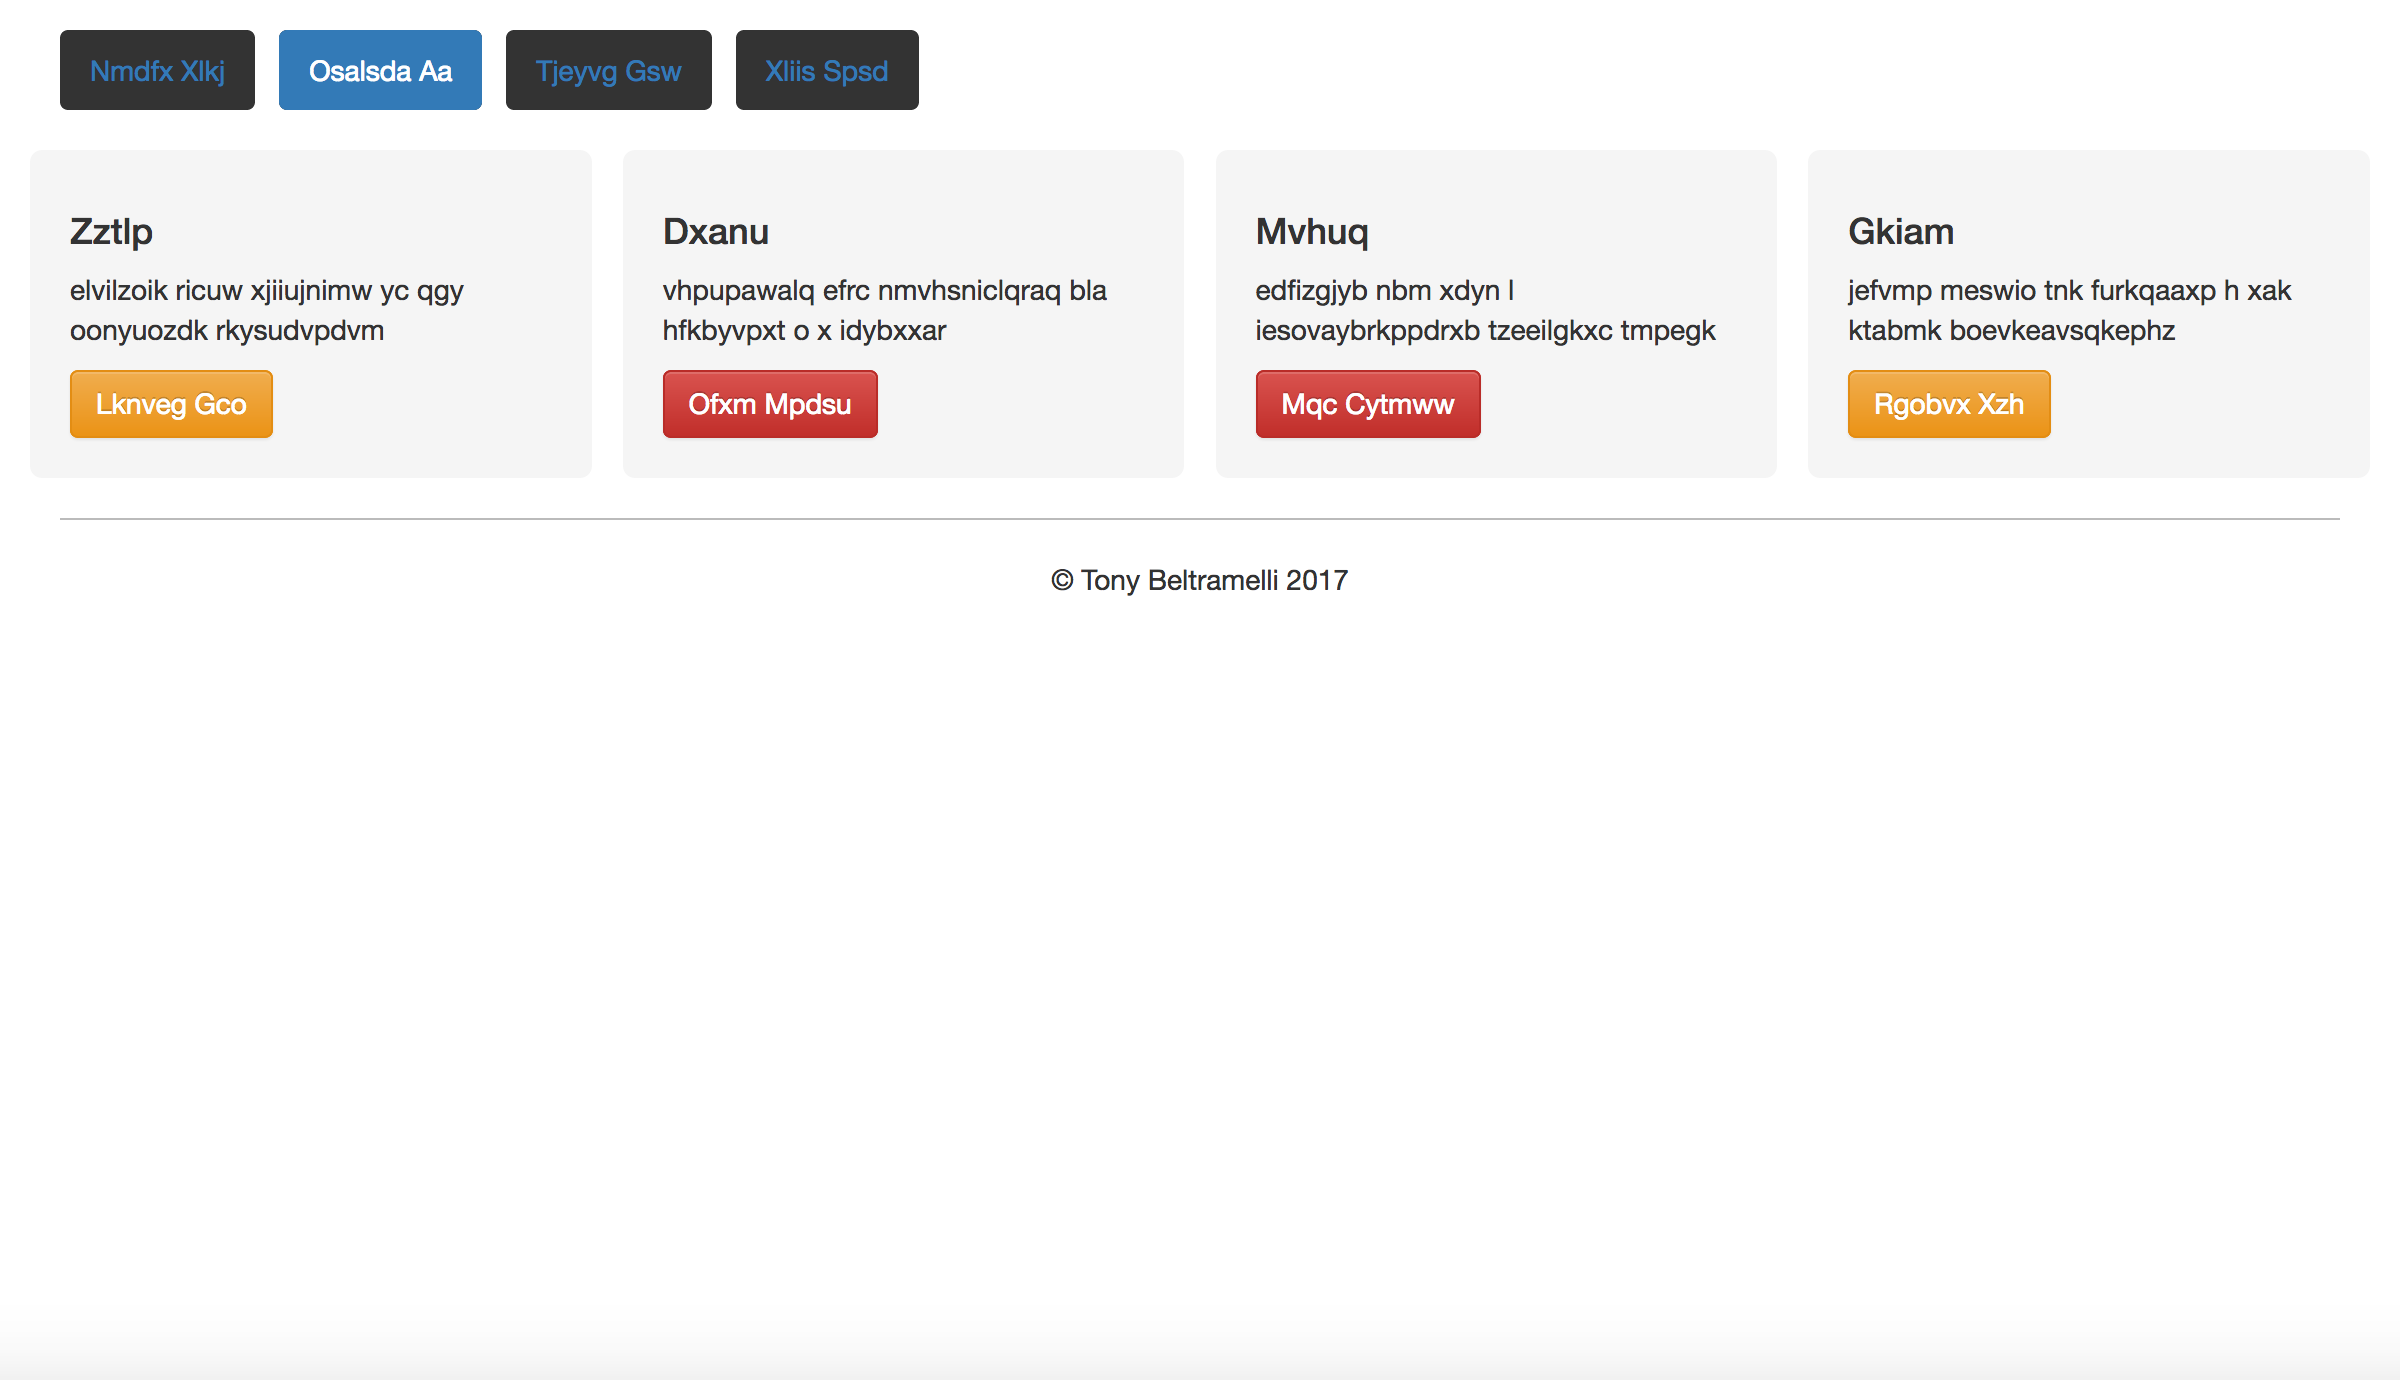 Nmdfx Xlkj
Osalsda Aa
Tjeyvg Gsw
Xliis Spsd
Zztlp
elvilzoik ricuw xjiiujnimw yc qgy
oonyuozdk rkysudvpdvm
Lknveg Gco
Dxanu
vhpupawalq efrc nmvhsniclqraq bla
hfkbyvpxt o x idybxxar
Ofxm Mpdsu
Mvhuq
edfizgjyb nbm xdyn l
iesovaybrkppdrxb tzeeilgkxc tmpegk
Mqc Cytmww
Gkiam
jefvmp meswio tnk furkqaaxp h xak
ktabmk boevkeavsqkephz
Rgobvx Xzh
© Tony Beltramelli 2017